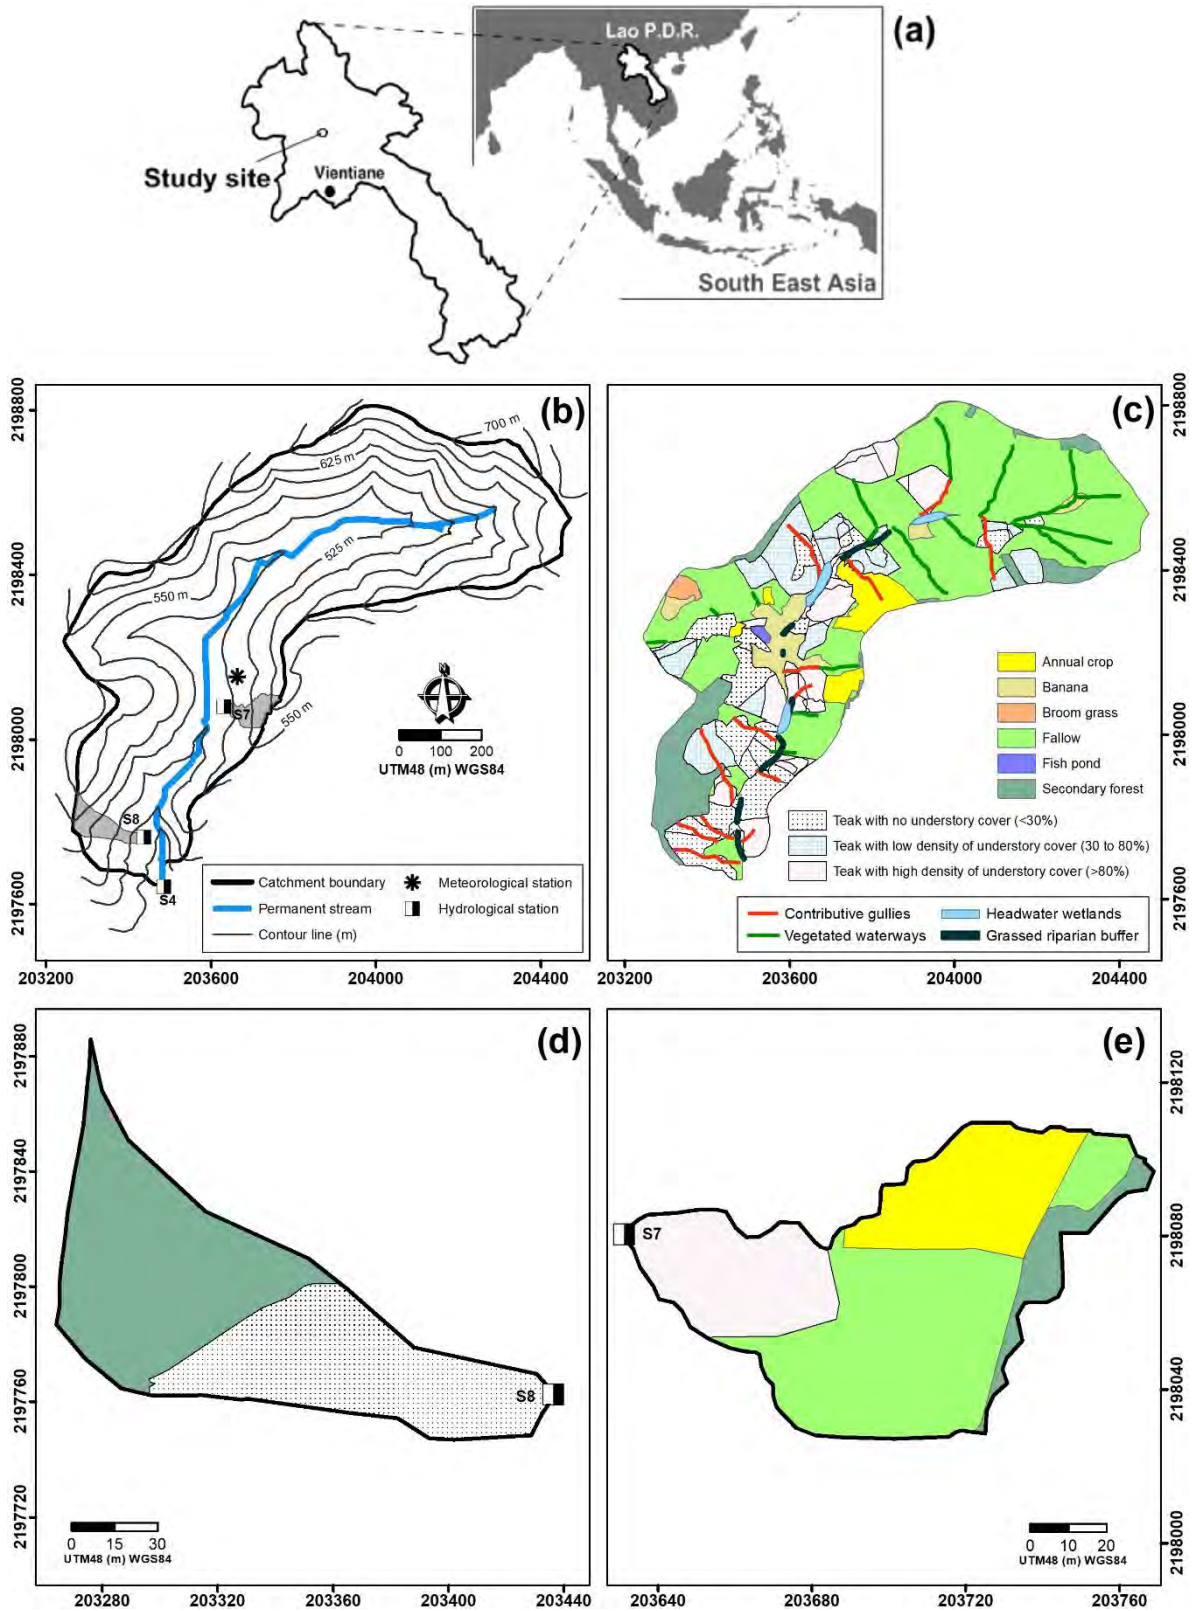 (a)
Lao P.D.R.
Study site
Vientiane
South East Asia
(b)
700 m
625 m
525 m
550 m
550 m
S7
S8
S4
0 100 200
UTM48 (m) WGS84
Catchment boundary
Meteorological station
Permanent stream
Hydrological station
Contour line (m)
2198800
2198400
2198000
2197600
203200 203600 204000 204400
(c)
Annual crop
Banana
Broom grass
Fallow
Fish pond
Secondary forest
Teak with no understory cover (<30%)
Teak with low density of understory cover (30 to 80%)
Teak with high density of understory cover (>80%)
Contributive gullies
Headwater wetlands
Vegetated waterways
Grassed riparian buffer
2198800
2198400
2198000
2197600
203200 203600 204000 204400
(d)
S8
2197880
2197840
2197800
2197760
2197720
0 15 30
UTM48 (m) WGS84
203280 203320 203360 203400 203440
(e)
S7
2198120
2198080
2198040
2198000
0 10 20
UTM48 (m) WGS84
203640 203680 203720 203760